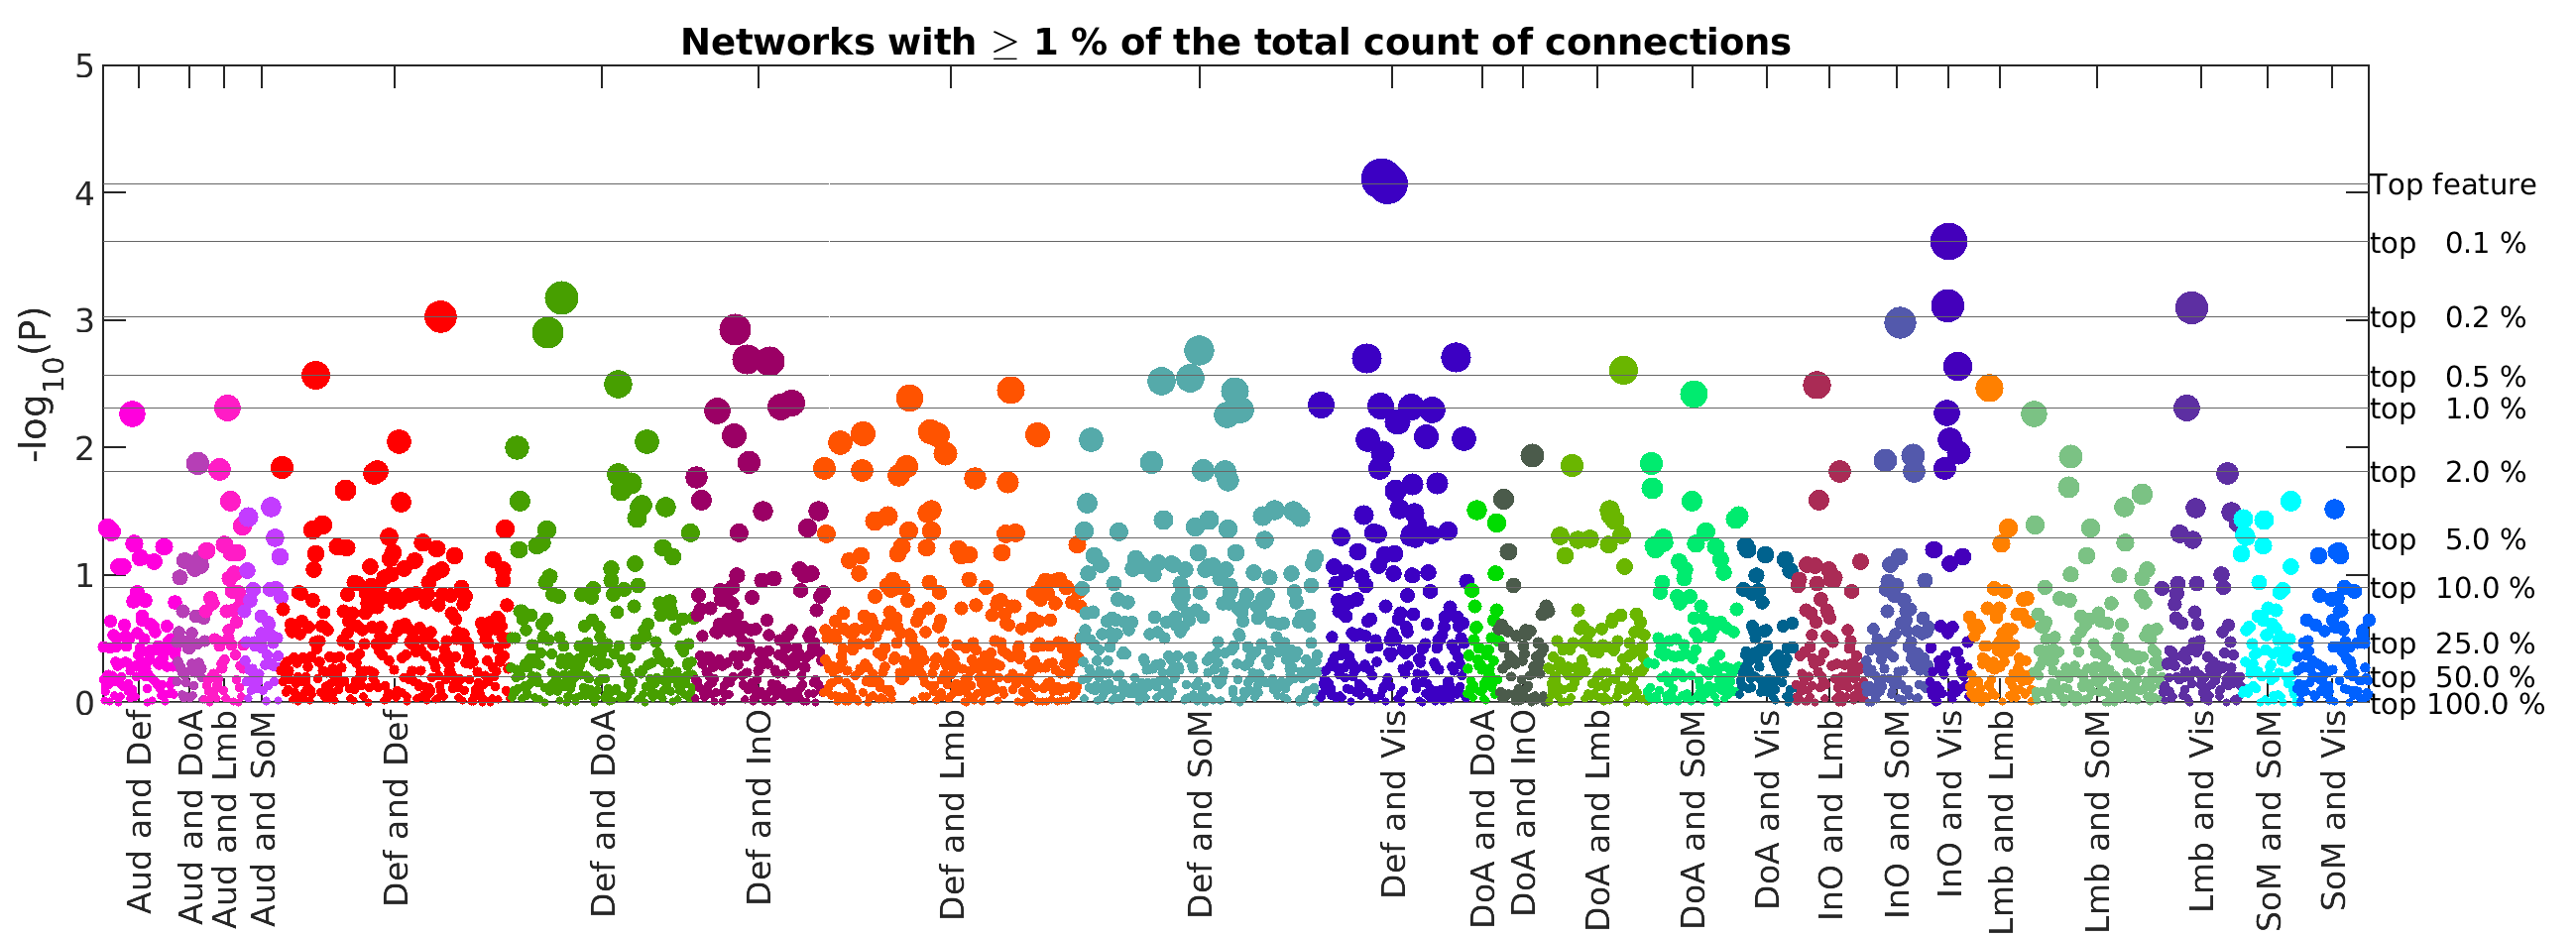 Networks with ≥ 1 % of the total count of connections
-log10(P)
5
4
3
2
1
0
Top feature
top 0.1 %
top 0.2 %
top 0.5 %
top 1.0 %
top 2.0 %
top 5.0 %
top 10.0 %
top 25.0 %
top 50.0 %
top 100.0 %
Aud and Def
Aud and DoA
Aud and Lmb
Aud and SoM
Def and Def
Def and DoA
Def and InO
Def and Lmb
Def and SoM
Def and Vis
DoA and DoA
DoA and InO
DoA and Lmb
DoA and SoM
DoA and Vis
InO and Lmb
InO and SoM
InO and Vis
Lmb and Lmb
Lmb and SoM
Lmb and Vis
SoM and SoM
SoM and Vis